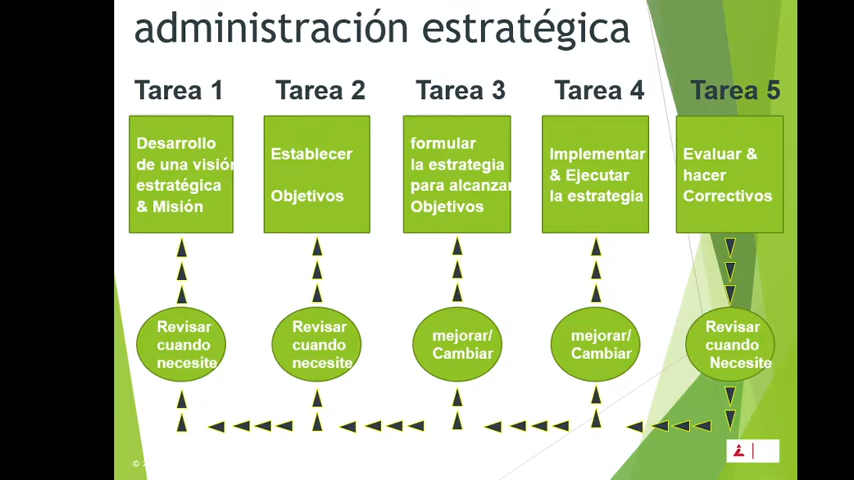 administración estratégica
Tarea 1
Tarea 2
Tarea 3
Tarea 4
Tarea 5
Desarrollo
de una visión
estratégica
& Misión
Establecer
Objetivos
formular
la estrategia
para alcanzar
Objetivos
Implementar
& Ejecutar
la estrategia
Evaluar &
hacer
Correctivos
Revisar
cuando
necesite
Revisar
cuando
necesite
mejorar/
Cambiar
mejorar/
Cambiar
Revisar
cuando
Necesite
©